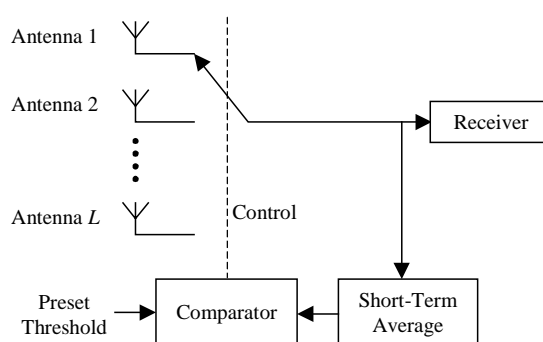 Antenna 1
Antenna 2
Receiver
Antenna L
Control
Preset
Threshold
Comparator
Short-Term
Average